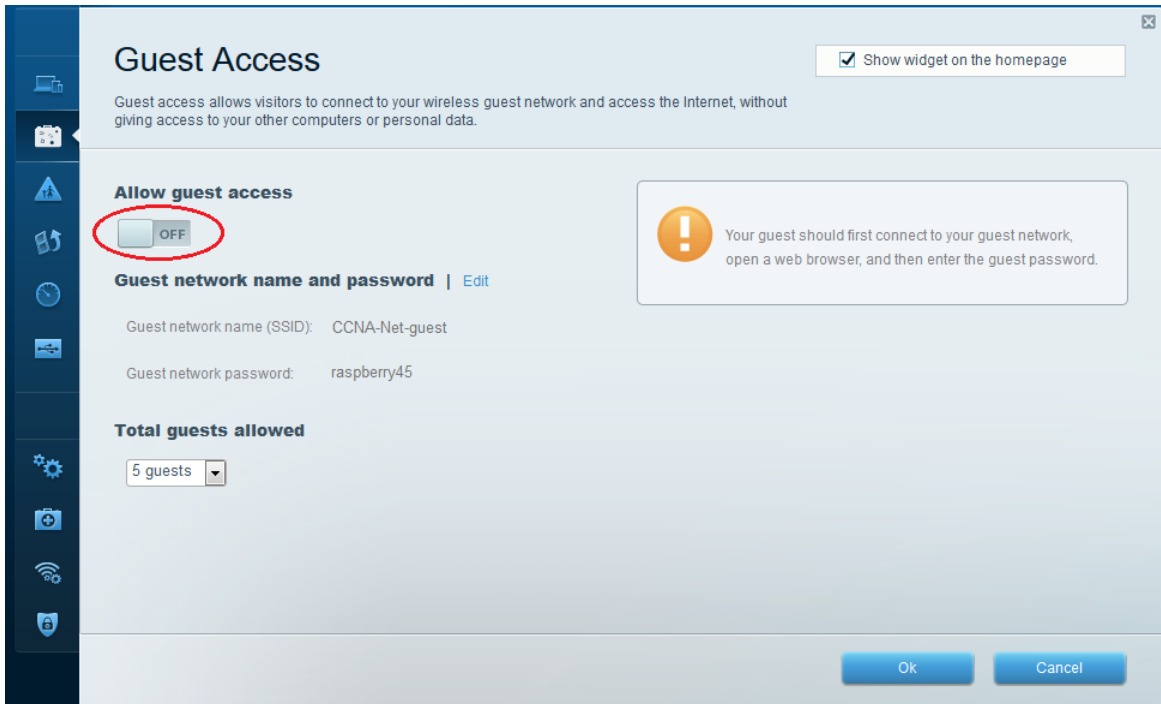 Guest Access
Show widget on the homepage
Guest access allows visitors to connect to your wireless guest network and access the Internet, without
giving access to your other computers or personal data.
Allow guest access
OFF
Your guest should first connect to your guest network,
open a web browser, and then enter the guest password.
Guest network name and password | Edit
Guest network name (SSID): CCNA-Net-guest
Guest network password: raspberry45
Total guests allowed
5 guests
Ok
Cancel